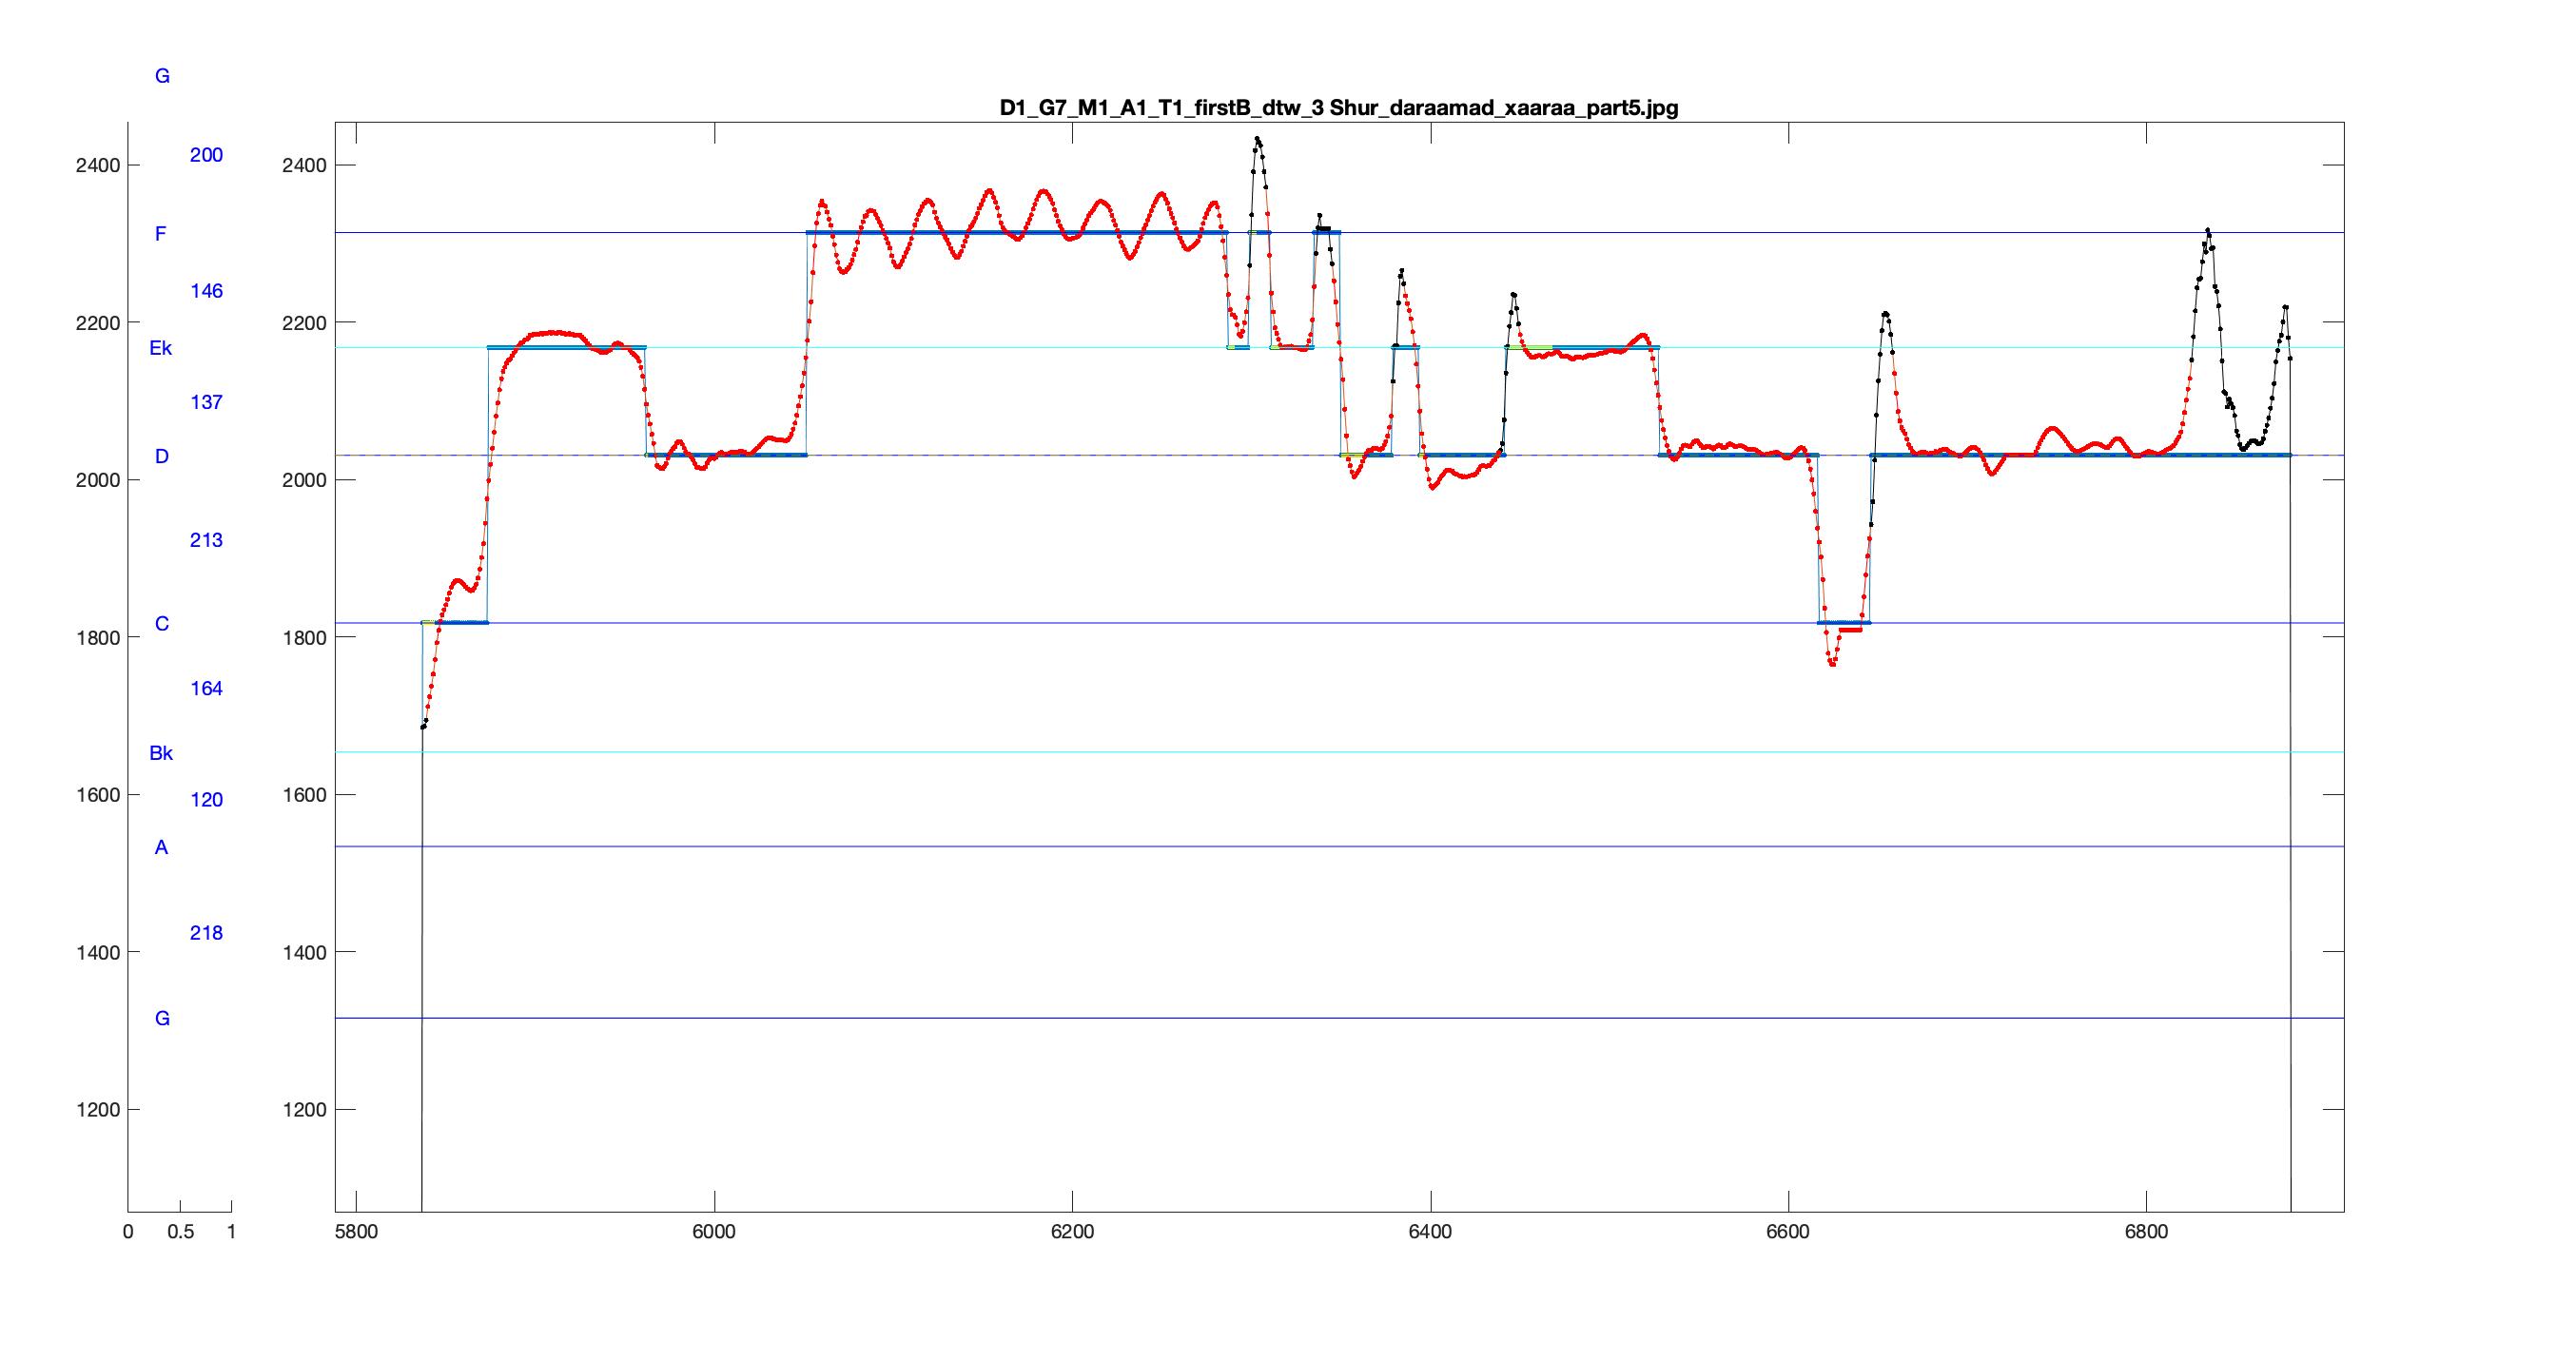 G
D1_G7_M1_A1_T1_firstB_dtw_3 Shur_daraamad_xaaraa_part5.jpg
2400 200 2400
F
146
2200 2200
Ek
137
D
2000 2000
213
C
1800 1800
164
Bk
1600 120 1600
A
218
1400 1400
G
1200 1200
0 0.5 1 5800 6000 6200 6400 6600 6800